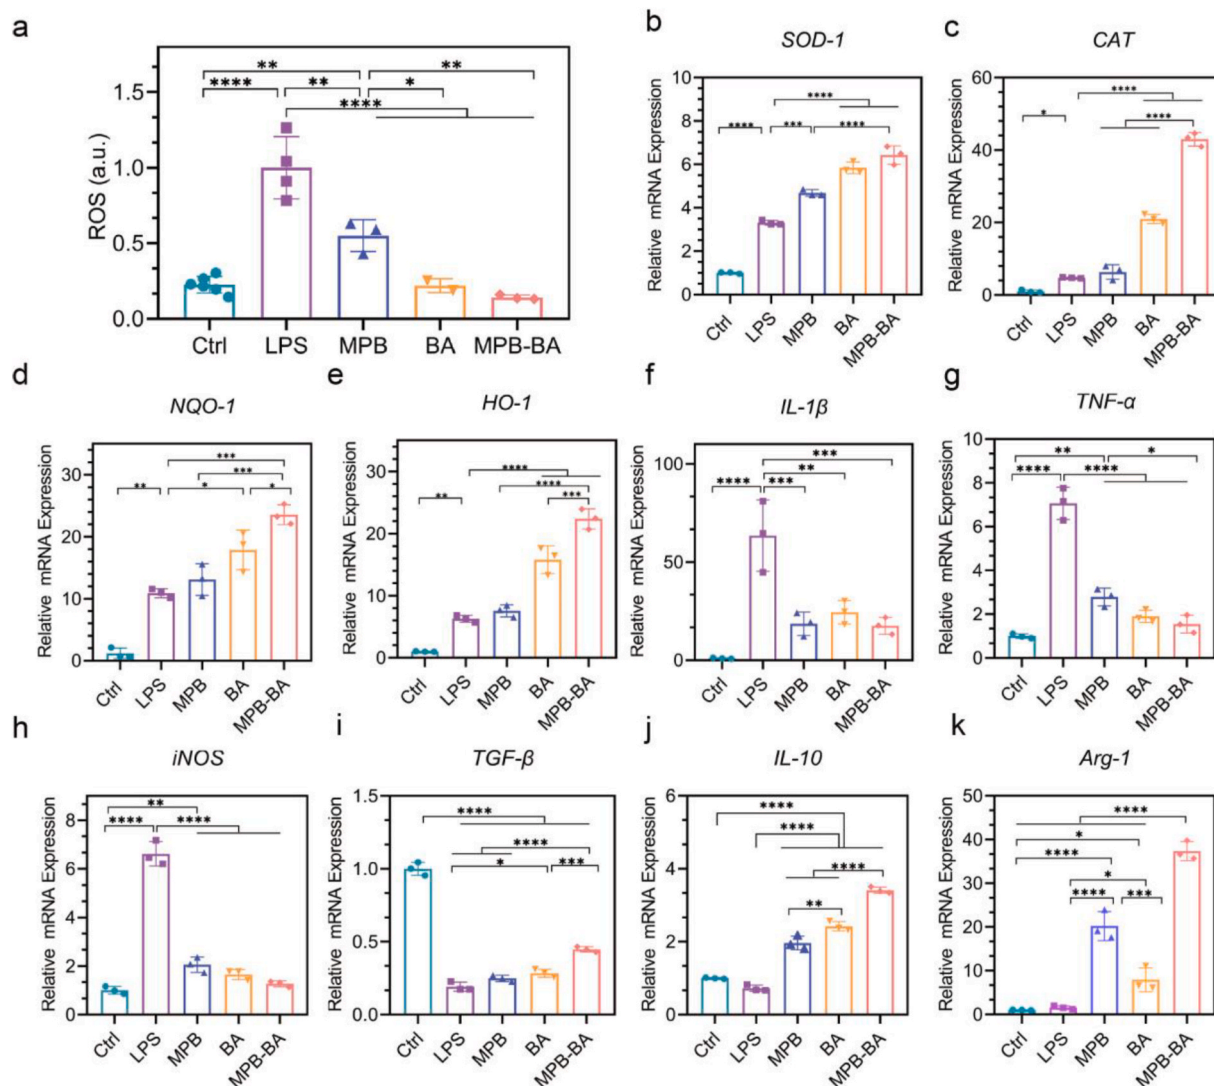 a
ROS (a.u.)
1.5
1.0
0.5
0.0
** **
**** ** *
****
Ctrl LPS MPB BA MPB-BA
b
SOD-1
Relative mRNA Expression
10
8
6
4
2
0
****
**** *** ****
Ctrl LPS MPB BA MPB-BA
c
CAT
Relative mRNA Expression
60
40
20
0
****
* ****
Ctrl LPS MPB BA MPB-BA
d
NQO-1
Relative mRNA Expression
30
20
10
0
***
***
** * *
Ctrl LPS MPB BA MPB-BA
e
HO-1
Relative mRNA Expression
30
20
10
0
****
****
** ***
Ctrl LPS MPB BA MPB-BA
f
IL-1β
Relative mRNA Expression
100
50
0
***
**
**** ***
Ctrl LPS MPB BA MPB-BA
g
TNF-α
Relative mRNA Expression
10
8
6
4
2
0
** *
**** ****
Ctrl LPS MPB BA MPB-BA
h
iNOS
Relative mRNA Expression
8
6
4
2
0
**
**** ****
Ctrl LPS MPB BA MPB-BA
i
TGF-β
Relative mRNA Expression
1.5
1.0
0.5
0.0
****
****
* ***
Ctrl LPS MPB BA MPB-BA
j
IL-10
Relative mRNA Expression
6
4
2
0
****
****
****
**
Ctrl LPS MPB BA MPB-BA
k
Arg-1
Relative mRNA Expression
50
40
30
20
10
0
****
*
****
*
**** ***
Ctrl LPS MPB BA MPB-BA